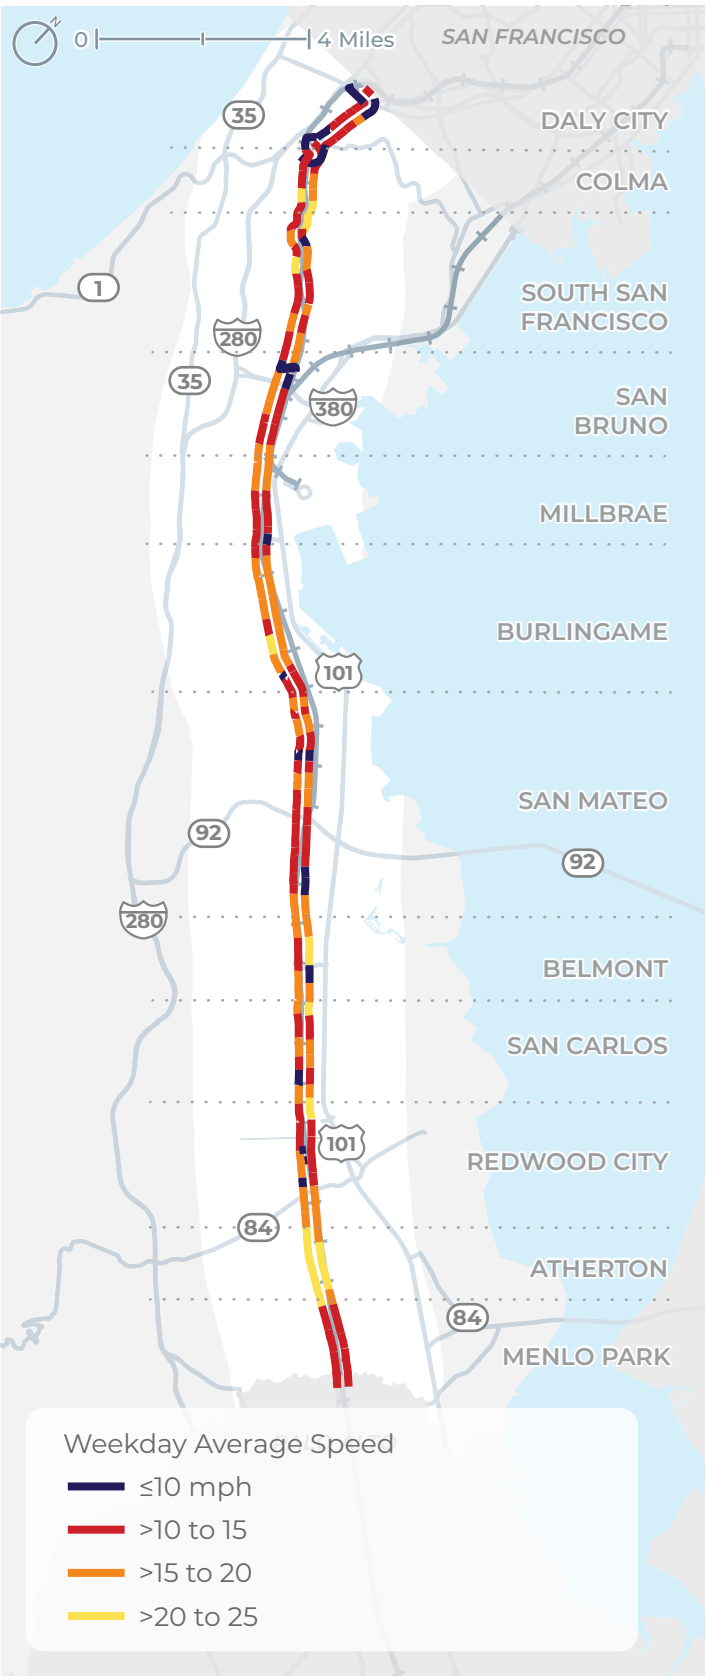 N
0
4 Miles
SAN FRANCISCO
35
DALY CITY
COLMA
1
SOUTH SAN
FRANCISCO
280
35
380
SAN
BRUNO
MILLBRAE
BURLINGAME
101
SAN MATEO
92
92
280
BELMONT
SAN CARLOS
101
REDWOOD CITY
84
ATHERTON
84
MENLO PARK
Weekday Average Speed
≤10 mph
>10 to 15
>15 to 20
>20 to 25